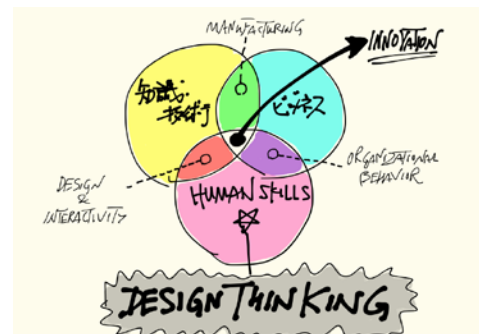 MANUFACTURING
INNOVATION
知識・
技術
ビジネス
ORGANIZATIONAL
BEHAVIOR
DESIGN
&
INTERACTIVITY
HUMAN SKILLS
DESIGN THINKING